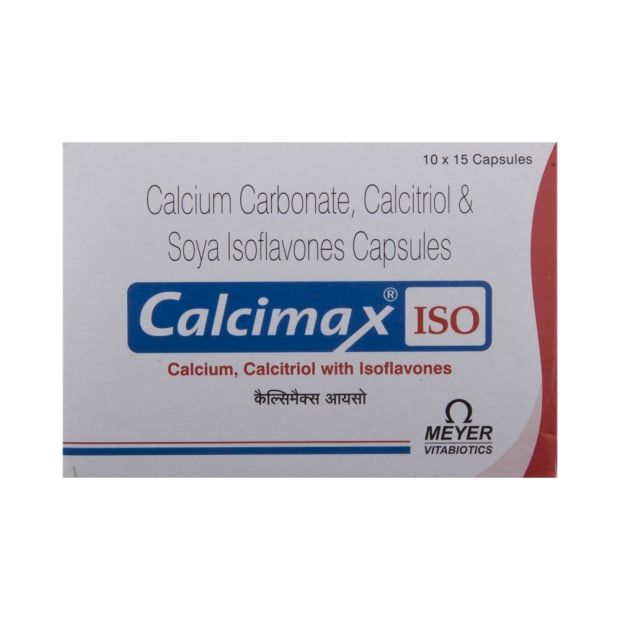 10 x 15 Capsules
Calcium Carbonate, Calcitriol &
Soya Isoflavones Capsules
Calcimax® ISO
Calcium, Calcitriol with Isoflavones
कैल्सिमैक्स आयसो
MEYER
VITABIOTICS